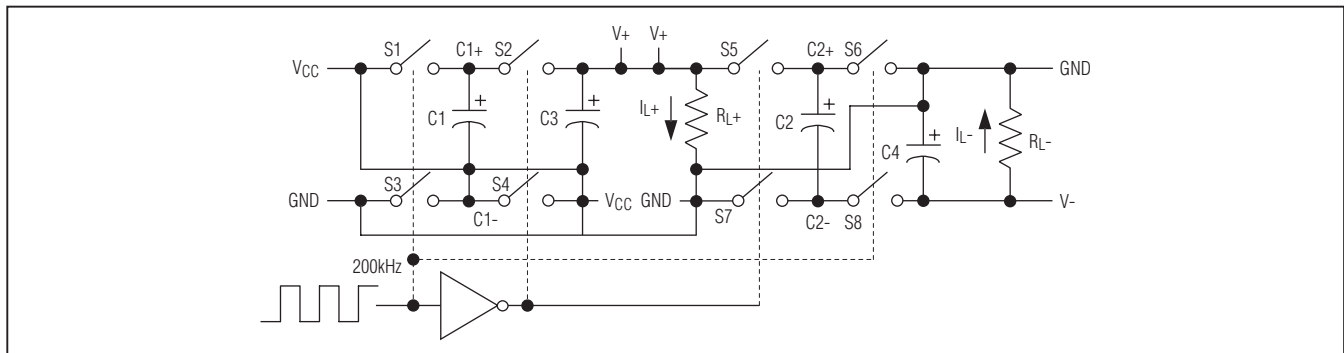 V+ V+
S1 C1+ S2 S5 C2+ S6
VCC GND
IL+ RL+
C1 C3 C2 IL- RL-
C4
S3 S4
GND VCC GND V-
C1- S7 C2- S8
200kHz
+ + + +